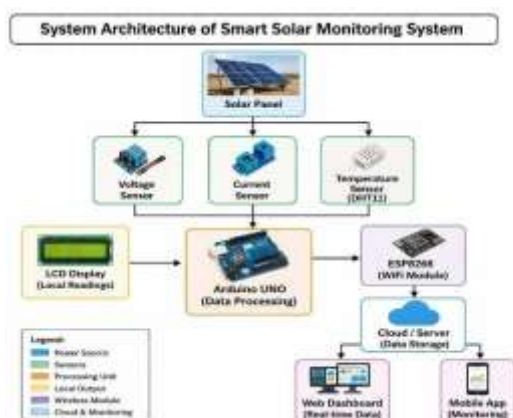 System Architecture of Smart Solar Monitoring System
Solar Panel
Voltage
Sensor
Current
Sensor
Temperature
Sensor
(DHT11)
LCD Display
(Local Readings)
Arduino UNO
(Data Processing)
ESP8266
(WiFi Module)
Cloud / Server
(Data Storage)
Legend:
Power Source
Sensors
Processing Unit
Local Output
Wireless Module
Cloud & Monitoring
Web Dashboard
(Real-time Data)
Mobile App
(Monitoring)